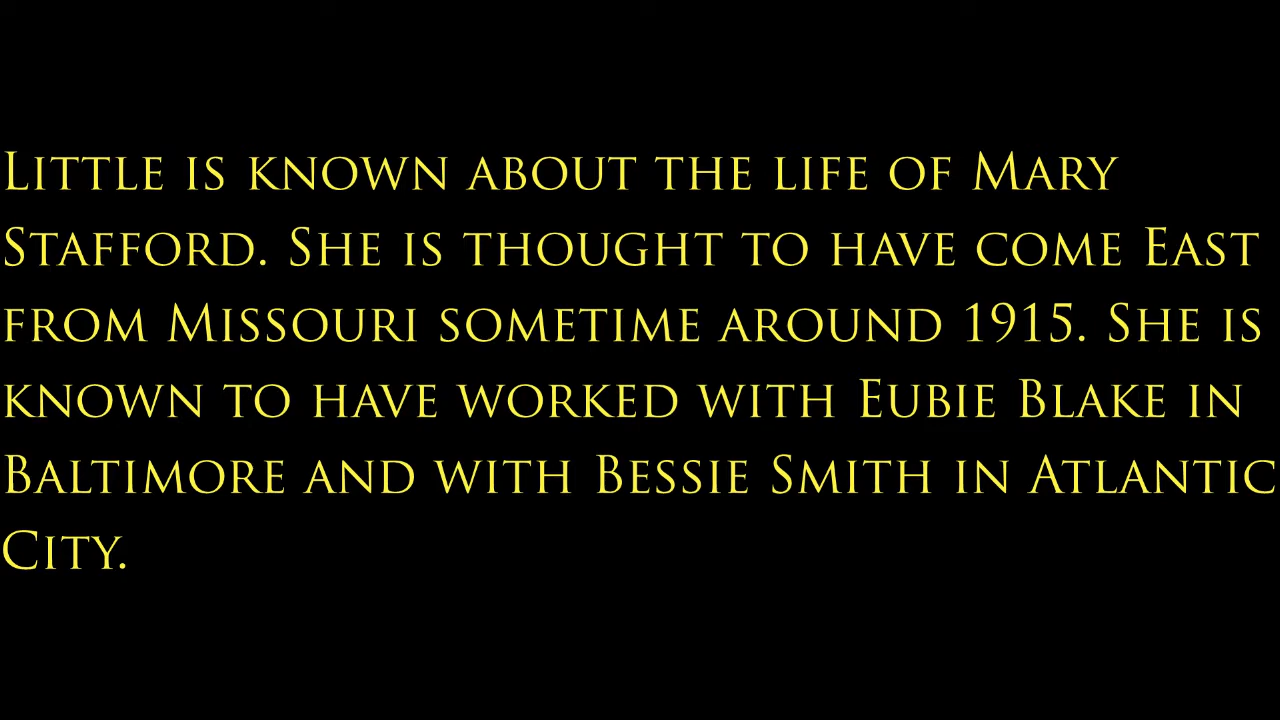 Little is known about the life of Mary
Stafford. She is thought to have come East
from Missouri sometime around 1915. She is
known to have worked with Eubie Blake in
Baltimore and with Bessie Smith in Atlantic
City.